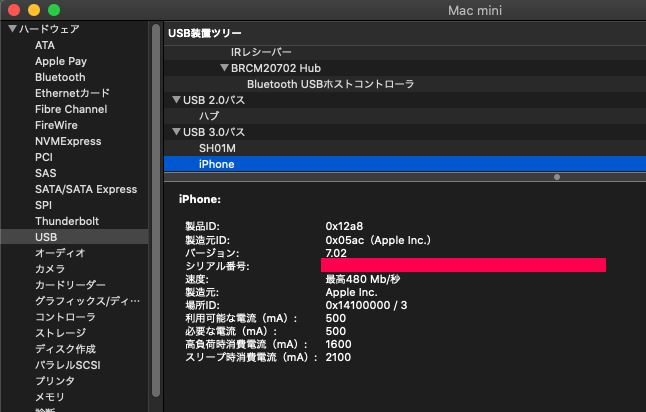 Mac mini
ハードウェア
ATA
Apple Pay
Bluetooth
Ethernetカード
Fibre Channel
FireWire
NVMExpress
PCI
SAS
SATA/SATA Express
SPI
Thunderbolt
USB
オーディオ
カメラ
カードリーダー
グラフィックス/ディ…
コントローラ
ストレージ
ディスク作成
パラレルSCSI
プリンタ
メモリ
USB装置ツリー
IRレシーバー
BRCM20702 Hub
Bluetooth USBホストコントローラ
USB 2.0バス
ハブ
USB 3.0バス
SH01M
iPhone
iPhone:
製品ID: 0x12a8
製造元ID: 0x05ac（Apple Inc.）
バージョン: 7.02
シリアル番号:
速度: 最高480 Mb/秒
製造元: Apple Inc.
場所ID: 0x14100000 / 3
利用可能な電流（mA）: 500
必要な電流（mA）: 500
高負荷時消費電流（mA）: 1600
スリープ時消費電流（mA）: 2100